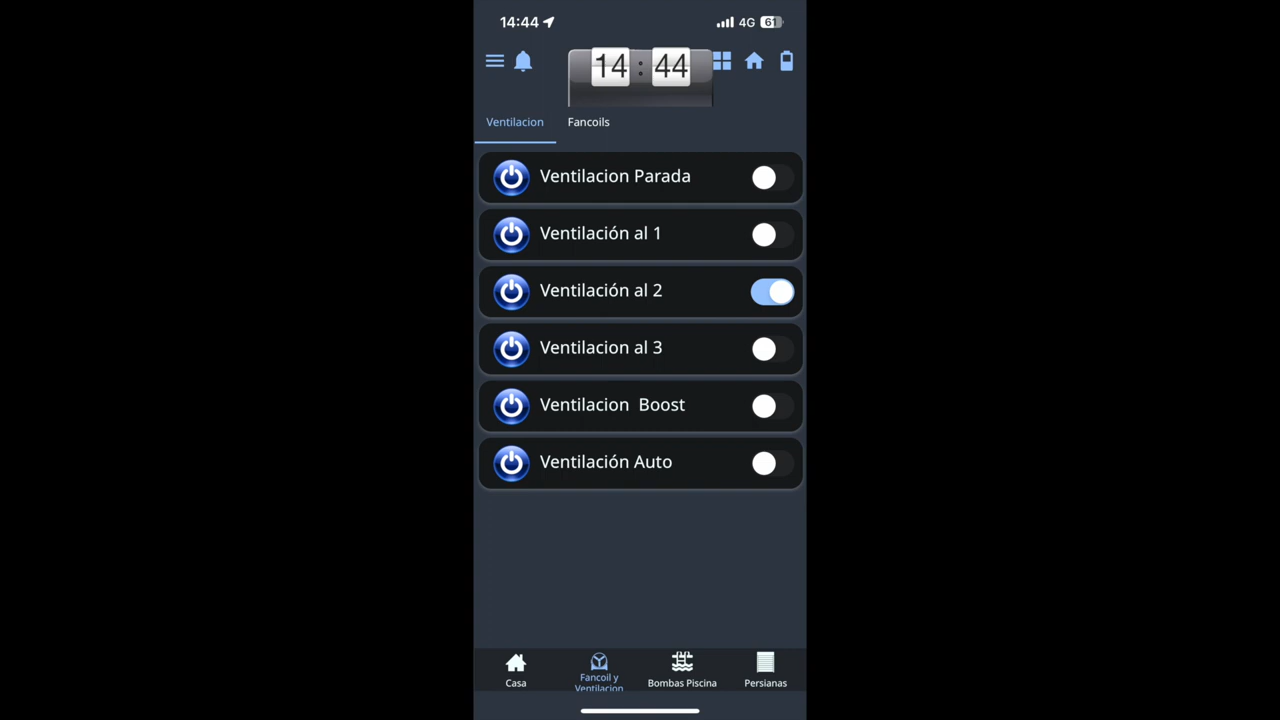 14:44
4G 61
14:44
Ventilacion
Fancoils
Ventilacion Parada
Ventilación al 1
Ventilación al 2
Ventilacion al 3
Ventilacion  Boost
Ventilación Auto
Casa
Fancoil y
Ventilacion
Bombas Piscina
Persianas